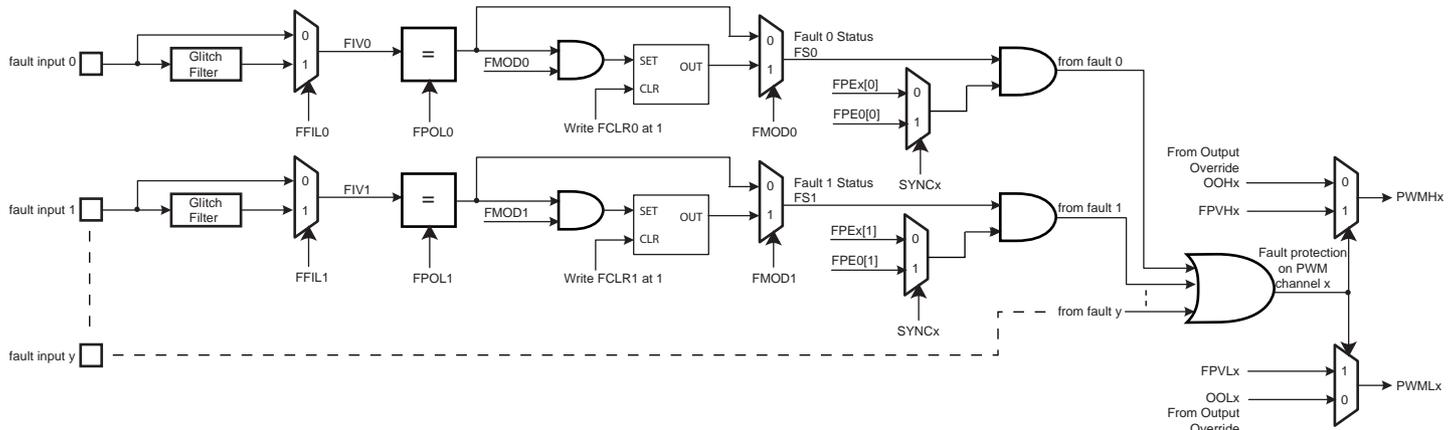 fault input 0
Glitch
Filter
0
1
FIV0
FFIL0
=
FPOL0
FMOD0
SET
OUT
CLR
Write FCLR0 at 1
0
1
FMOD0
Fault 0 Status
FS0
FPEx[0]
FPE0[0]
0
1
SYNCx
from fault 0
fault input 1
Glitch
Filter
0
1
FIV1
FFIL1
=
FPOL1
FMOD1
SET
OUT
CLR
Write FCLR1 at 1
0
1
FMOD1
Fault 1 Status
FS1
FPEx[1]
FPE0[1]
0
1
SYNCx
from fault 1
fault input y
from fault y
Fault protection
on PWM
channel x
From Output
Override
OOHx
FPVHx
0
1
PWMHx
FPVLx
OOLx
From Output
Override
1
0
PWMLx